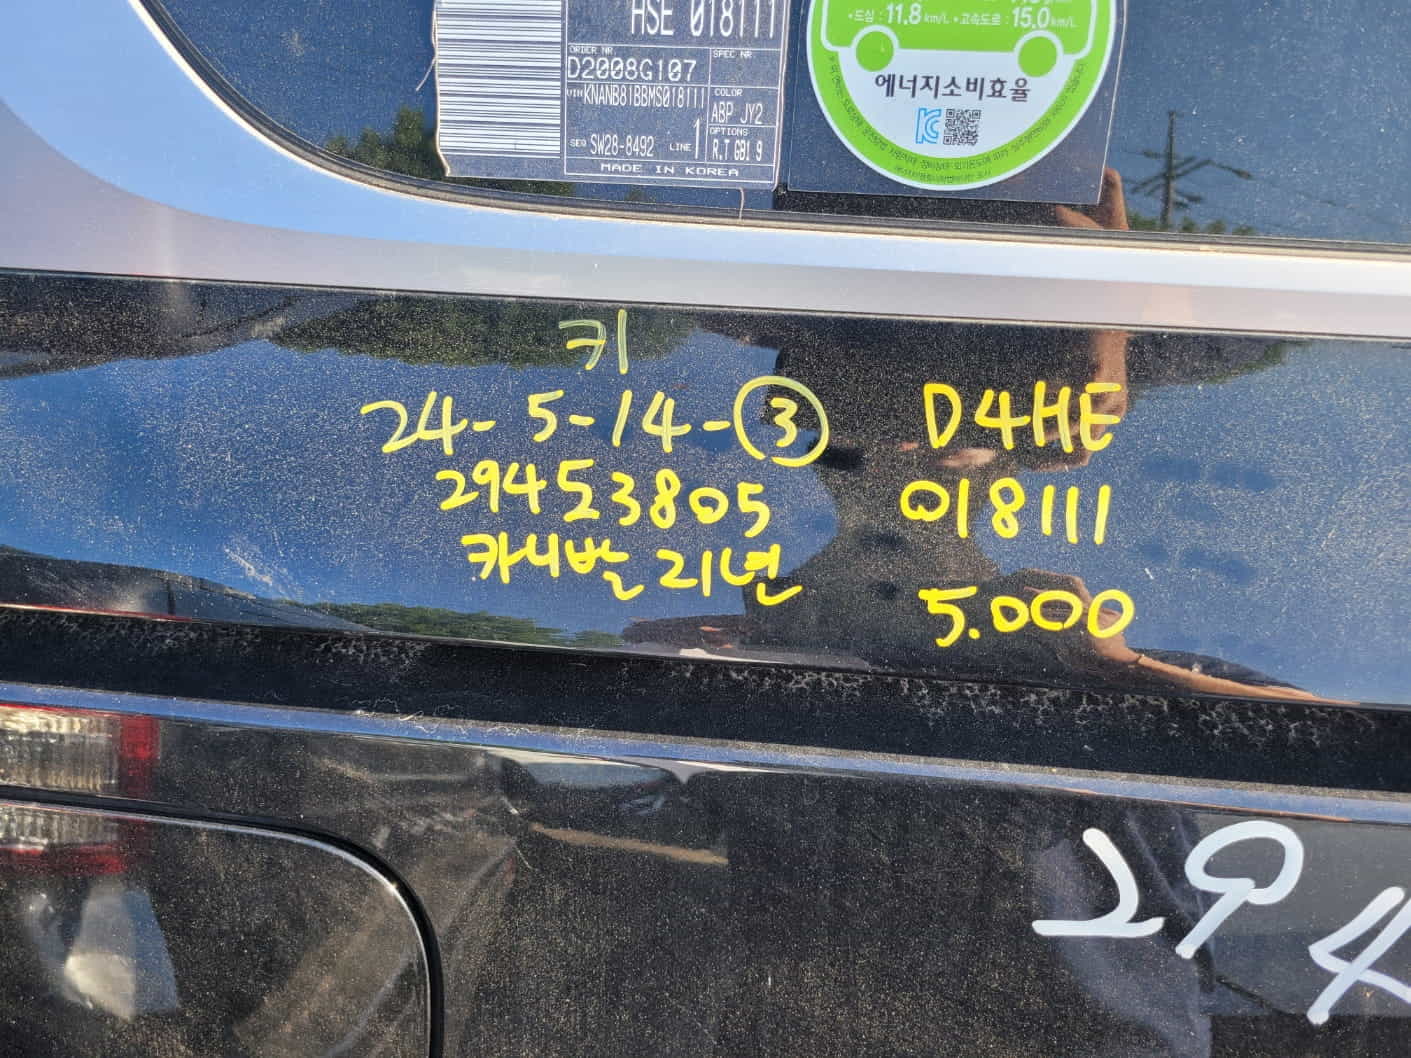 HSE 018111
ORDER NR.
D2008G107
SPEC NR
VIN KNANB81BBMS018111
COLOR
ABP JY2
SEQ SW28-8492 LINE 1
OPTIONS
R.T GB1 9
MADE IN KOREA
•도심 : 11.8 km/L •고속도로 : 15.0 km/L
에너지소비효율
키
24-5-14-③
29453805
카니발 21년
D4HE
018111
5.000
294